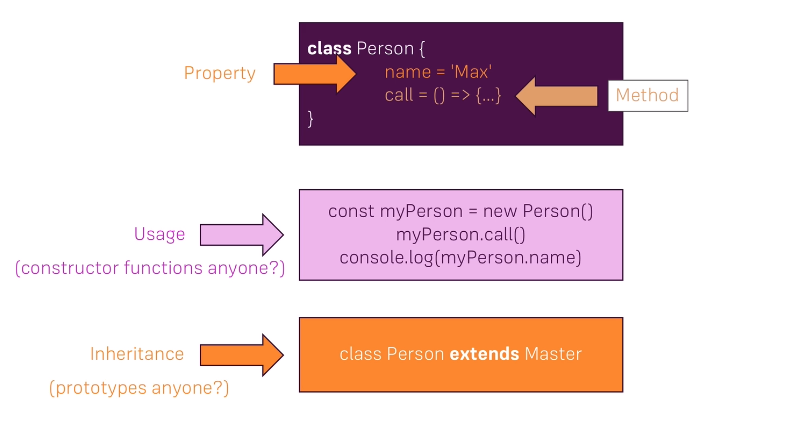 class Person {
Property
name = 'Max'
call = () => {...}
Method
}
const myPerson = new Person()
Usage
myPerson.call()
(constructor functions anyone?)
console.log(myPerson.name)
Inheritance
class Person extends Master
(prototypes anyone?)